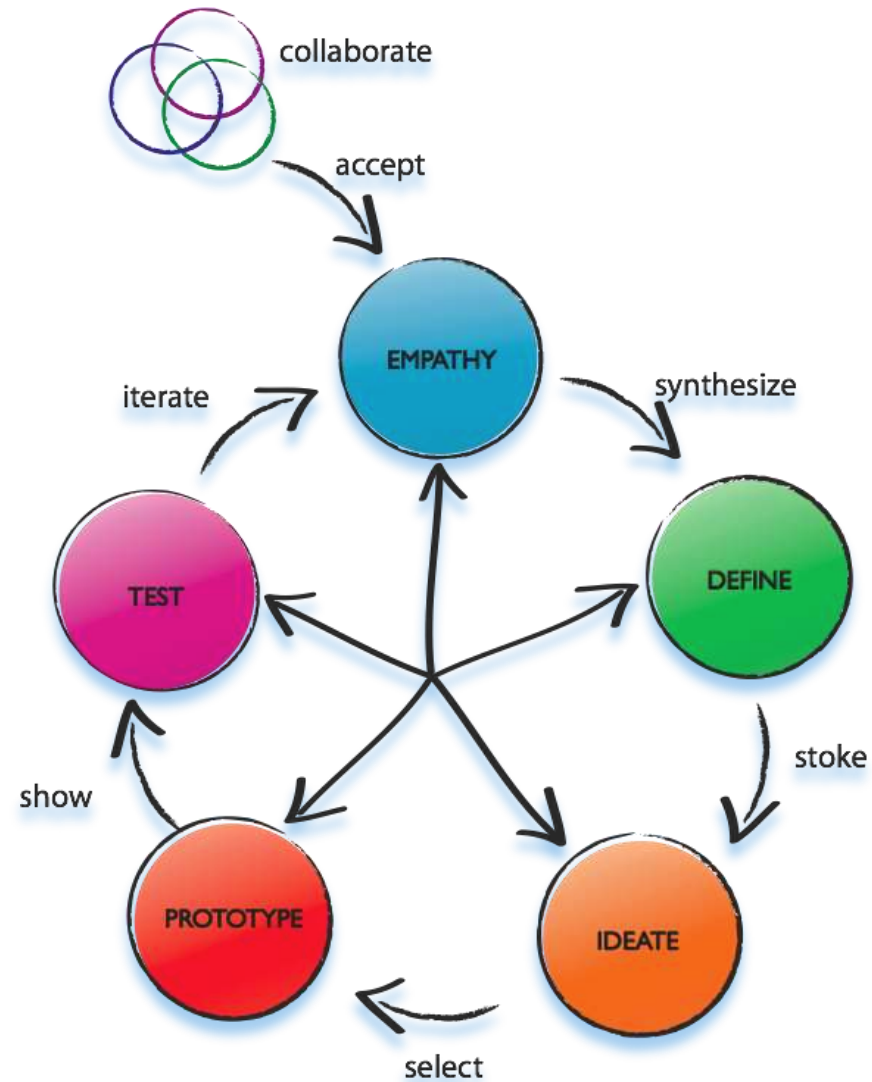 collaborate
accept
EMPATHY
synthesize
iterate
DEFINE
TEST
stoke
show
PROTOTYPE
IDEATE
select